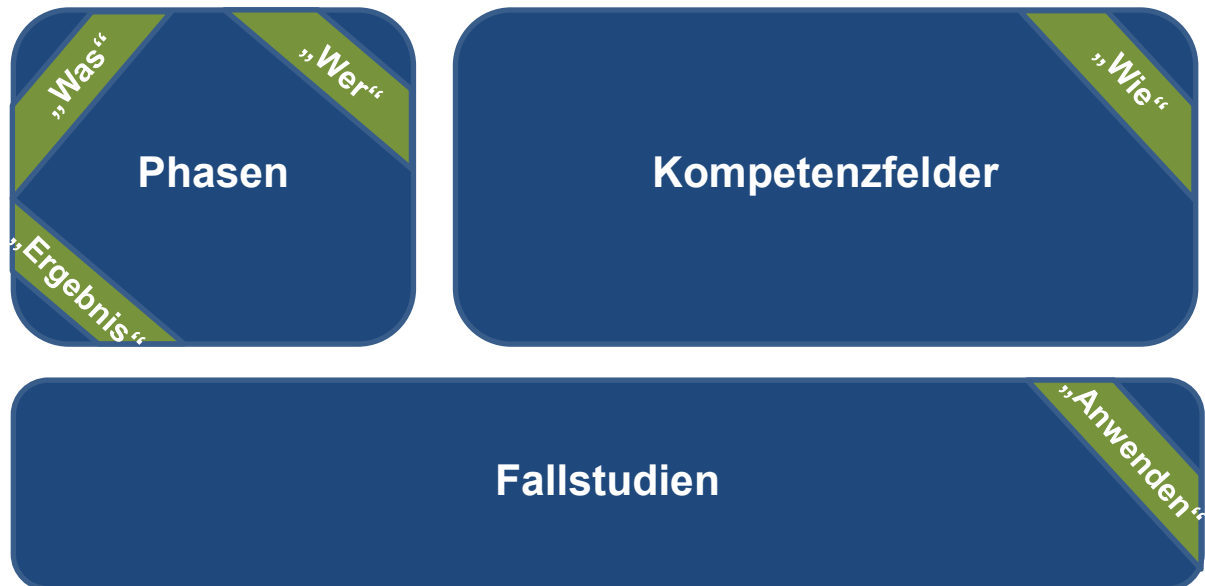 „Was“
„Wer“
Phasen
„Ergebnis“
„Wie“
Kompetenzfelder
„Anwenden“
Fallstudien